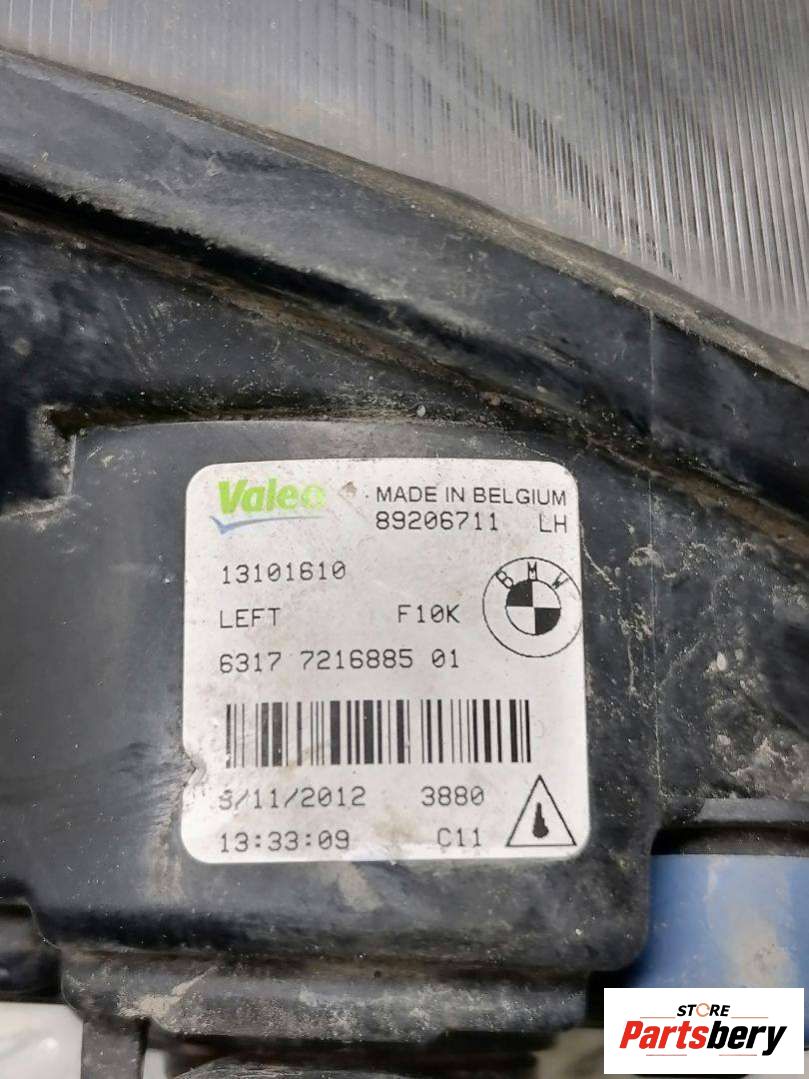 Valeo MADE IN BELGIUM
89206711 LH
13101610
BMW
LEFT F10K
6317 7216885 01
/11/2012 3880
13:33:09 C11
STORE
Partsbery